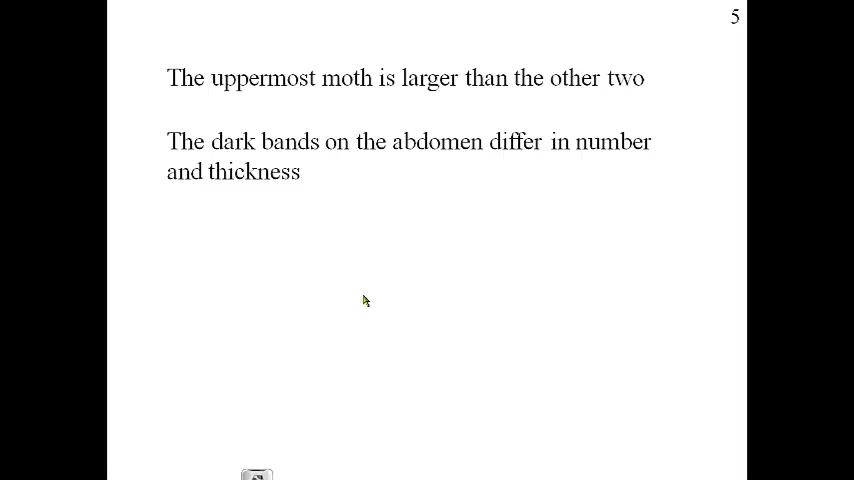 5
The uppermost moth is larger than the other two
The dark bands on the abdomen differ in number
and thickness